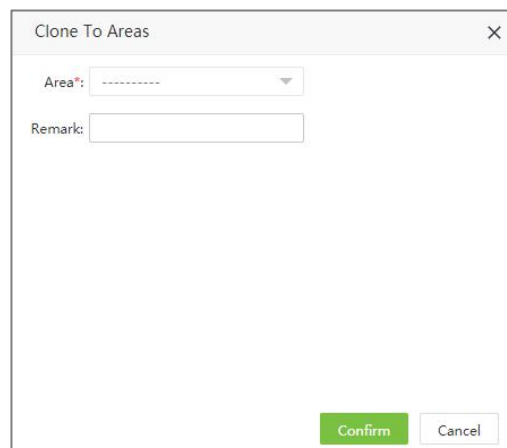 Clone To Areas
Area*: ----------
Remark:
Confirm Cancel